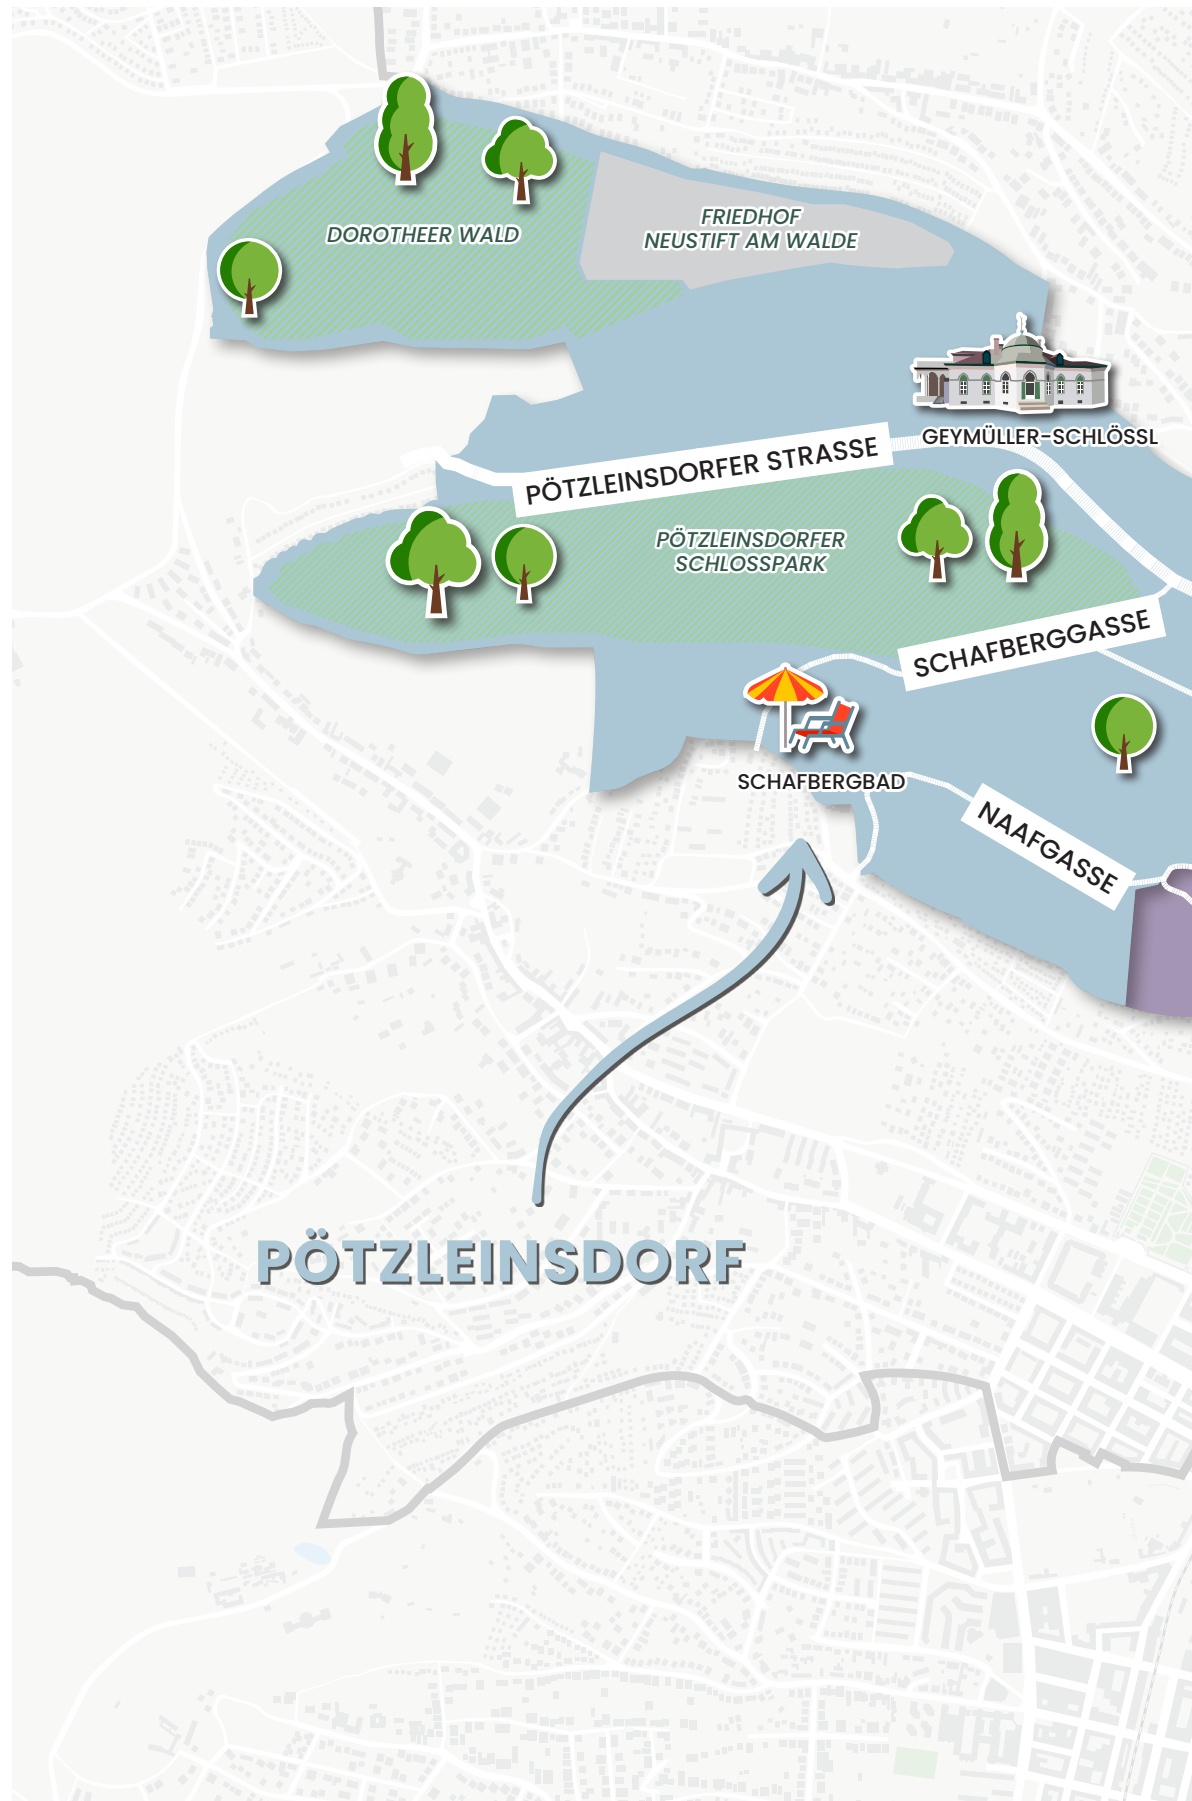 DOROTHEER WALD
FRIEDHOF
NEUSTIFT AM WALDE
GEYMÜLLER-SCHLÖSSL
PÖTZLEINSDORFER STRASSE
PÖTZLEINSDORFER
SCHLOSSPARK
SCHAFBERGGASSE
SCHAFBERGBAD
NAAFGASSE
PÖTZLEINSDORF